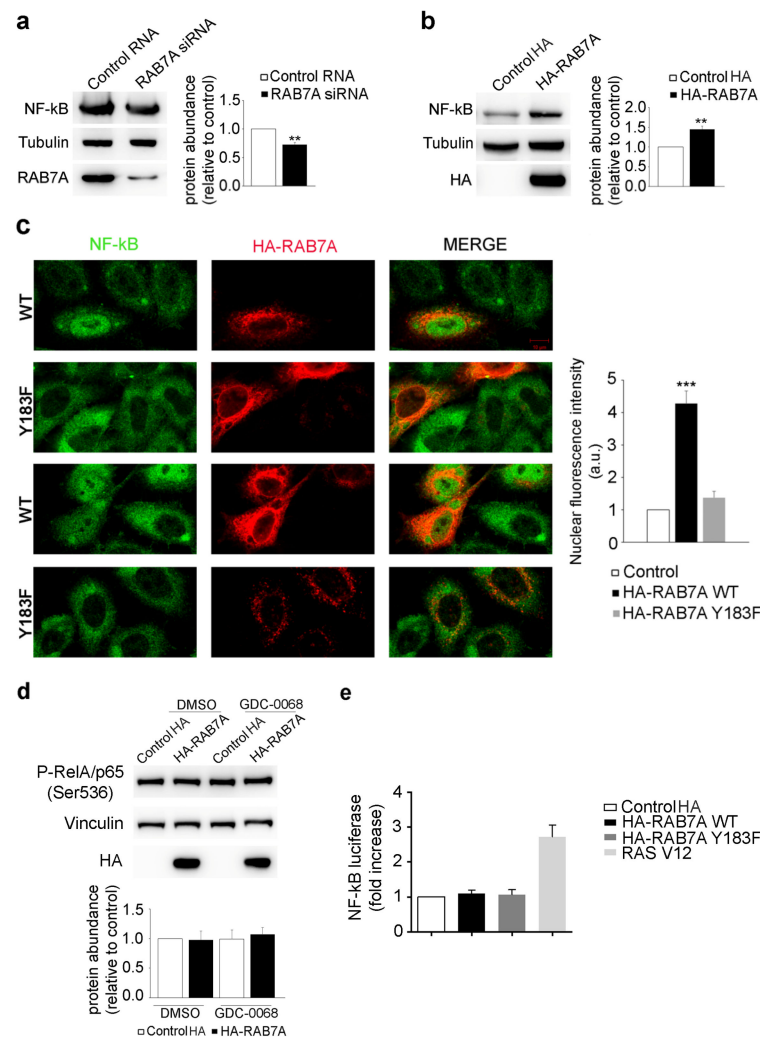 a
Control RNA
RAB7A siRNA
NF-kB
Tubulin
RAB7A
Control RNA
RAB7A siRNA
protein abundance
(relative to control)
1.5
1.0
0.5
0.0
**
b
Control HA
HA-RAB7A
NF-kB
Tubulin
HA
Control HA
HA-RAB7A
protein abundance
(relative to control)
2.0
1.5
1.0
0.5
0.0
**
c
NF-kB
HA-RAB7A
MERGE
WT
Y183F
WT
Y183F
Nuclear fluorescence intensity
(a.u.)
5
4
3
2
1
0
***
Control
HA-RAB7A WT
HA-RAB7A Y183F
d
DMSO
GDC-0068
Control HA
HA-RAB7A
Control HA
HA-RAB7A
P-RelA/p65
(Ser536)
Vinculin
HA
protein abundance
(relative to control)
1.5
1.0
0.5
0.0
DMSO
GDC-0068
Control HA
HA-RAB7A
e
NF-kB luciferase
(fold increase)
4
3
2
1
0
Control HA
HA-RAB7A WT
HA-RAB7A Y183F
RAS V12